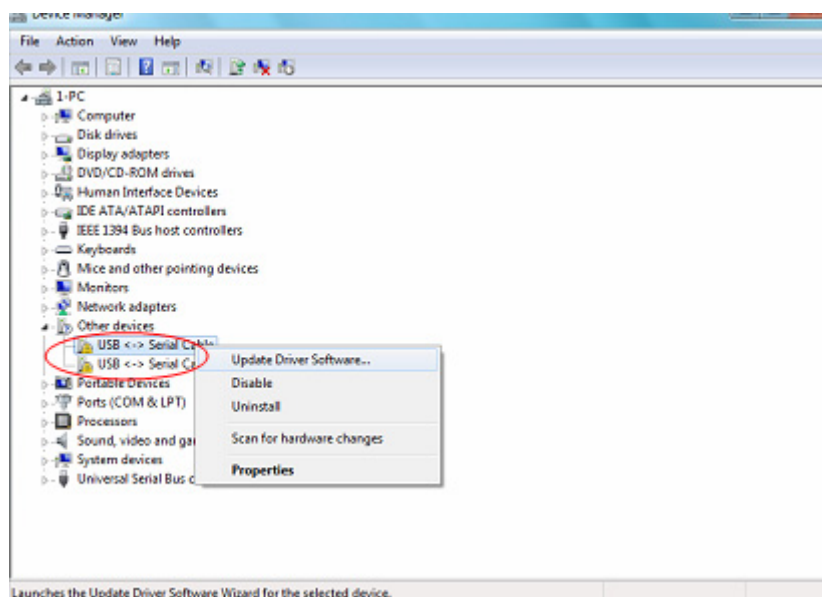 Device Manager
File Action View Help
1-PC
Computer
Disk drives
Display adapters
DVD/CD-ROM drives
Human Interface Devices
IDE ATA/ATAPI controllers
IEEE 1394 Bus host controllers
Keyboards
Mice and other pointing devices
Monitors
Network adapters
Other devices
USB <-> Serial Cable
USB <-> Serial
Portable Devices
Ports (COM & LPT)
Processors
Sound, video and
System devices
Universal Serial Bus
Update Driver Software...
Disable
Uninstall
Scan for hardware changes
Properties
Launches the Update Driver Software Wizard for the selected device.